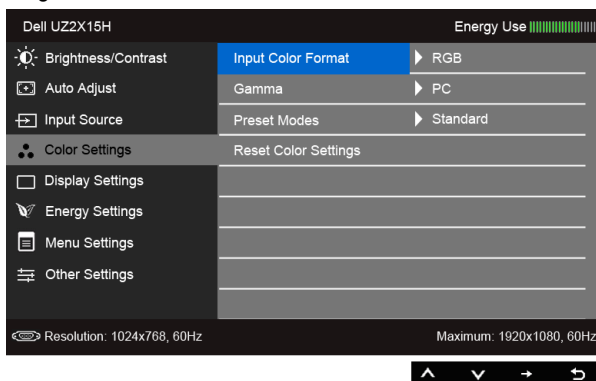 Dell UZ2X15H Energy Use
Brightness/Contrast Input Color Format RGB
Auto Adjust Gamma PC
Input Source Preset Modes Standard
Color Settings Reset Color Settings
Display Settings
Energy Settings
Menu Settings
Other Settings
Resolution: 1024x768, 60Hz Maximum: 1920x1080, 60Hz